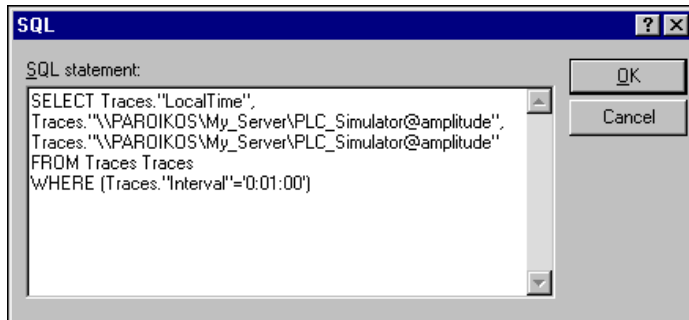 SQL
SQL statement:
SELECT Traces."LocalTime",
Traces."\\PAROIKOS\My_Server\PLC_Simulator@amplitude",
Traces."\\PAROIKOS\My_Server\PLC_Simulator@amplitude"
FROM Traces Traces
WHERE (Traces."Interval"='0:01:00')
OK
Cancel